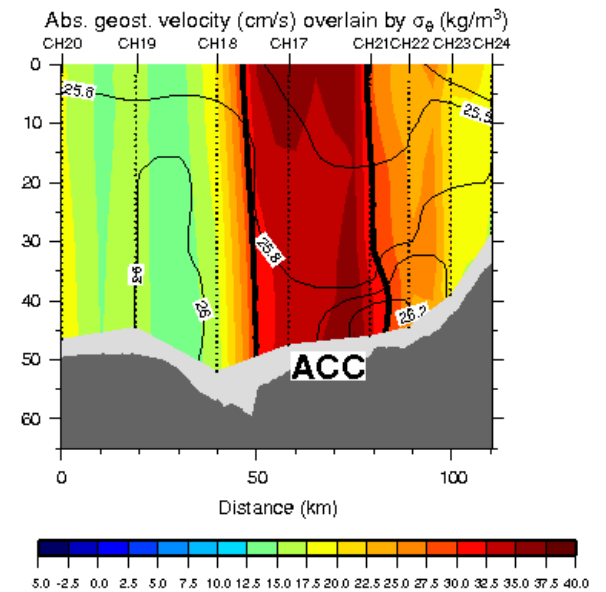 Abs. geost. velocity (cm/s) overlain by σθ (kg/m³)
CH20 CH19 CH18 CH17 CH21 CH22 CH23 CH24
0
10
20
30
40
50
60
25.8
25.5
25.8
26
26
26.2
ACC
0 50 100
Distance (km)
5.0 -2.5 0.0 2.5 5.0 7.5 10.0 12.5 15.0 17.5 20.0 22.5 25.0 27.5 30.0 32.5 35.0 37.5 40.0